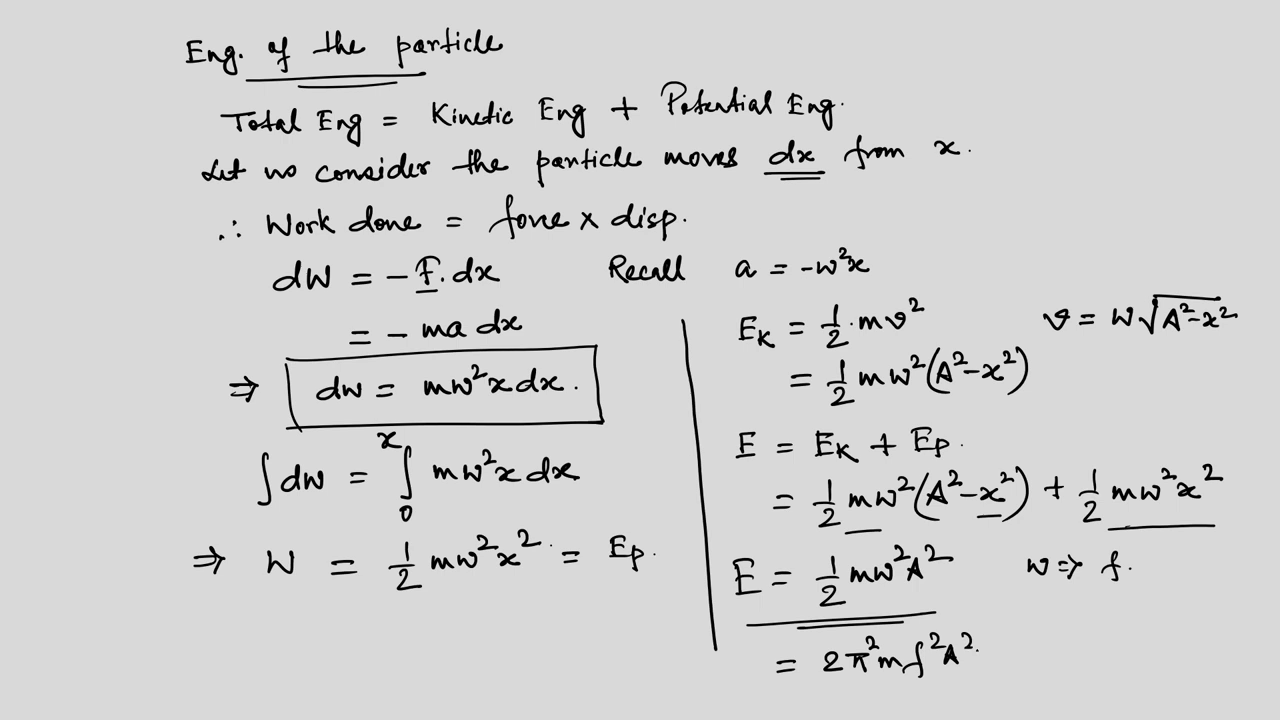 Eng. of the particle
Total Eng = Kinetic Eng + Potential Eng.
Let us consider the particle moves dx from x.
∴ Work done = force × disp.
dW = -F.dx
= - ma dx
⇒ dw = mω²x dx.
∫dw = ∫₀ˣ mω²x dx
⇒ W = 1/2 mω²x² = Ep.
Recall a = -ω²x
E_K = 1/2 . mv² v = ω√(A²-x²)
= 1/2 mω²(A²-x²)
E = E_K + Ep.
= 1/2 mω²(A²-x²) + 1/2 mω²x²
E = 1/2 mω²A² ω ⇒ f.
= 2π²mf²A².